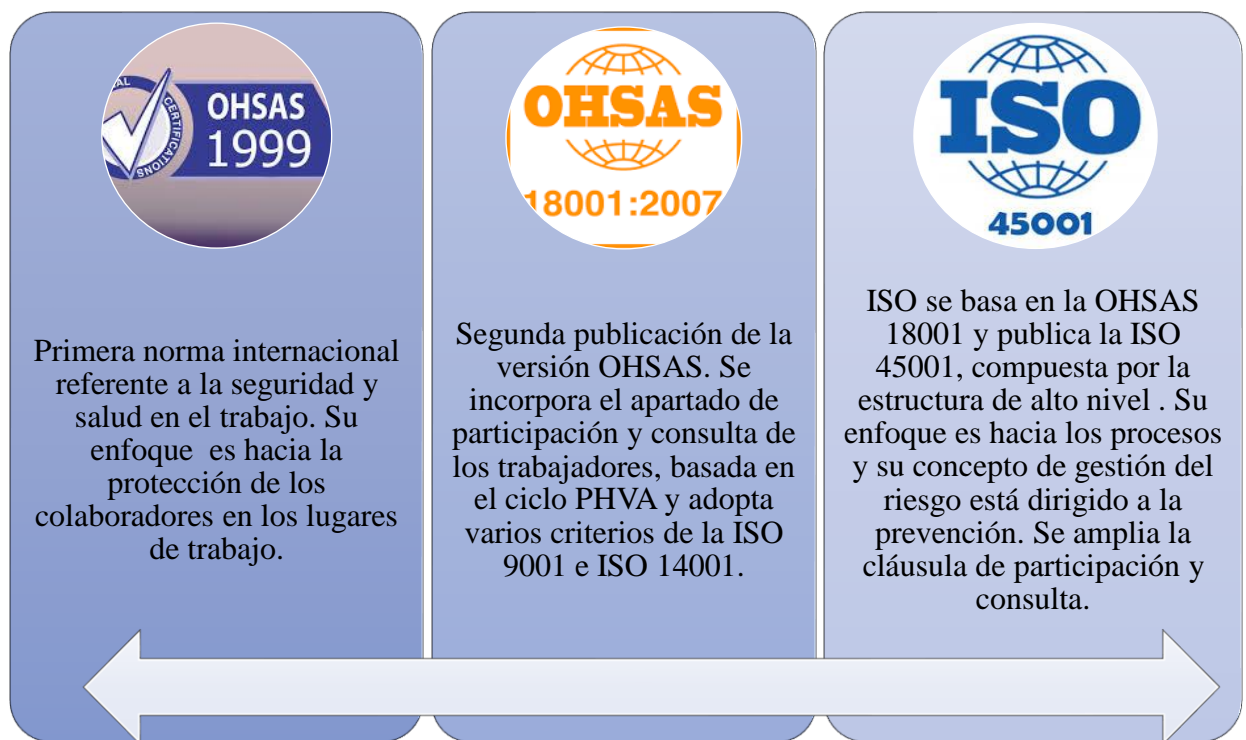 AL
CERTIFICATIONS
OHSAS
1999
Primera norma internacional
referente a la seguridad y
salud en el trabajo. Su
enfoque es hacia la
protección de los
colaboradores en los lugares
de trabajo.
OHSAS
18001:2007
Segunda publicación de la
versión OHSAS. Se
incorpora el apartado de
participación y consulta de
los trabajadores, basada en
el ciclo PHVA y adopta
varios criterios de la ISO
9001 e ISO 14001.
ISO
45001
ISO se basa en la OHSAS
18001 y publica la ISO
45001, compuesta por la
estructura de alto nivel . Su
enfoque es hacia los procesos
y su concepto de gestión del
riesgo está dirigido a la
prevención. Se amplia la
cláusula de participación y
consulta.